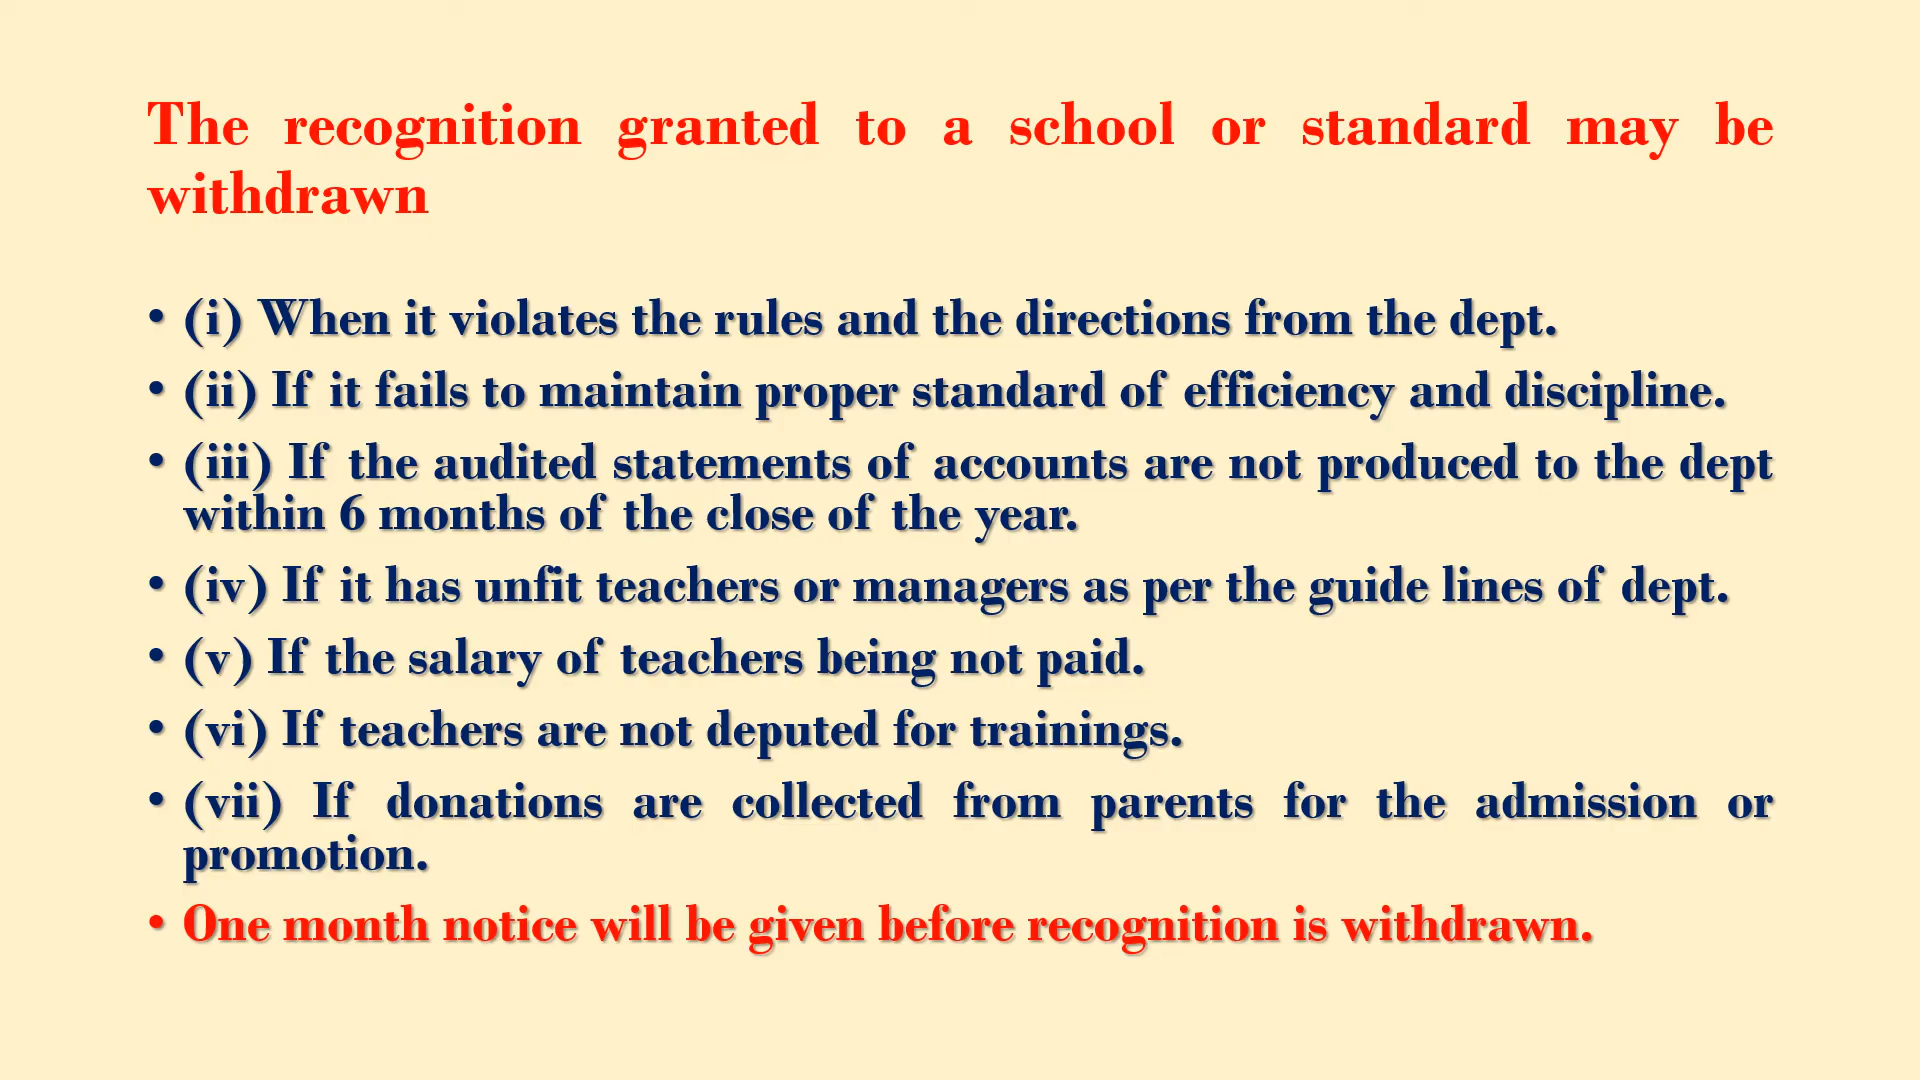 The recognition granted to a school or standard may be
withdrawn
• (i) When it violates the rules and the directions from the dept.
• (ii) If it fails to maintain proper standard of efficiency and discipline.
• (iii) If the audited statements of accounts are not produced to the dept
within 6 months of the close of the year.
• (iv) If it has unfit teachers or managers as per the guide lines of dept.
• (v) If the salary of teachers being not paid.
• (vi) If teachers are not deputed for trainings.
• (vii) If donations are collected from parents for the admission or
promotion.
• One month notice will be given before recognition is withdrawn.